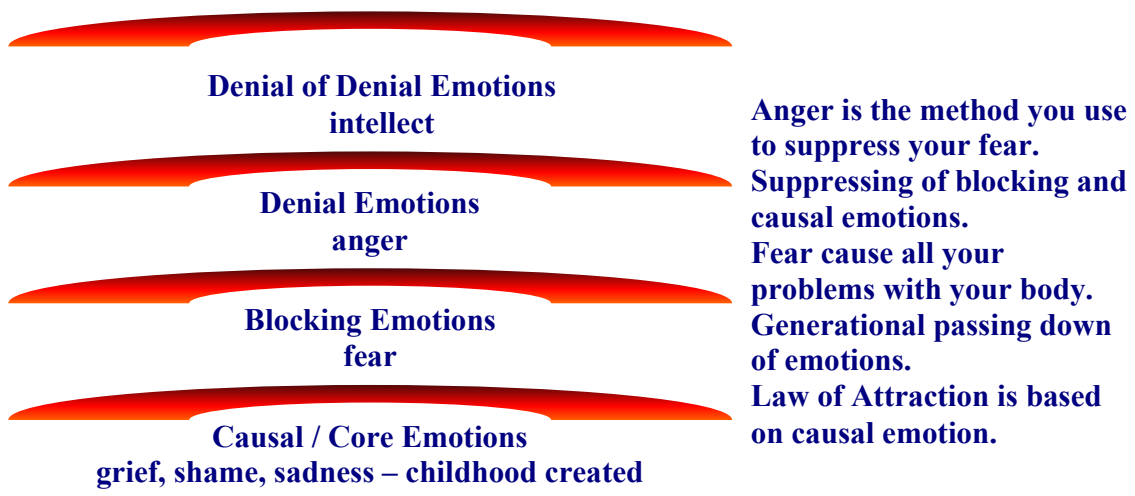 Denial of Denial Emotions
intellect
Denial Emotions
anger
Blocking Emotions
fear
Causal / Core Emotions
grief, shame, sadness – childhood created
Anger is the method you use
to suppress your fear.
Suppressing of blocking and
causal emotions.
Fear cause all your
problems with your body.
Generational passing down
of emotions.
Law of Attraction is based
on causal emotion.